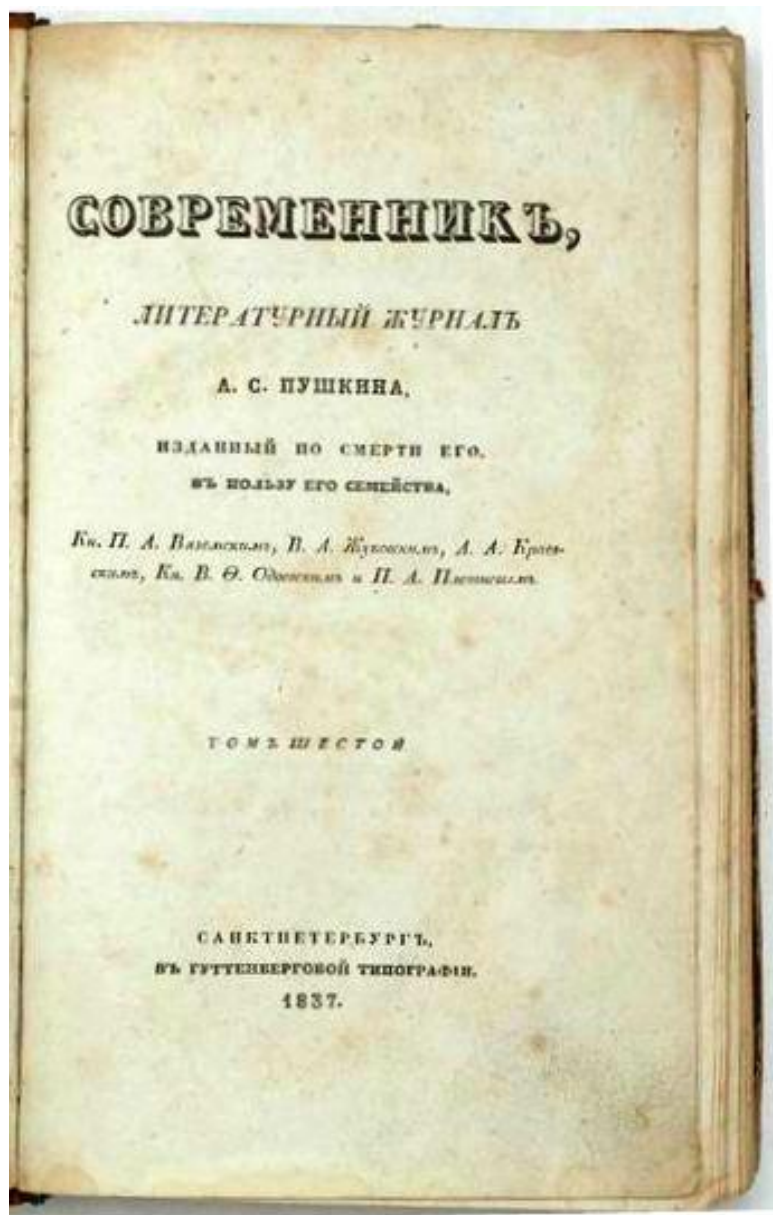 СОВРЕМЕННИКЪ,
ЛИТЕРАТУРНЫЙ ЖУРНАЛЪ
А. С. ПУШКИНА,
ИЗДАННЫЙ ПО СМЕРТИ ЕГО,
ВЪ ПОЛЬЗУ ЕГО СЕМЕЙСТВА,
Кн. П. А. Вяземскимъ, В. А. Жуковскимъ, А. А. Краев-
скимъ, Кн. В. Ѳ. Одоевскимъ и П. А. Плетневымъ
ТОМЪ ШЕСТОЙ
САНКТПЕТЕРБУРГЪ,
ВЪ ГУТТЕНБЕРГОВОЙ ТИПОГРАФІИ.
1837.